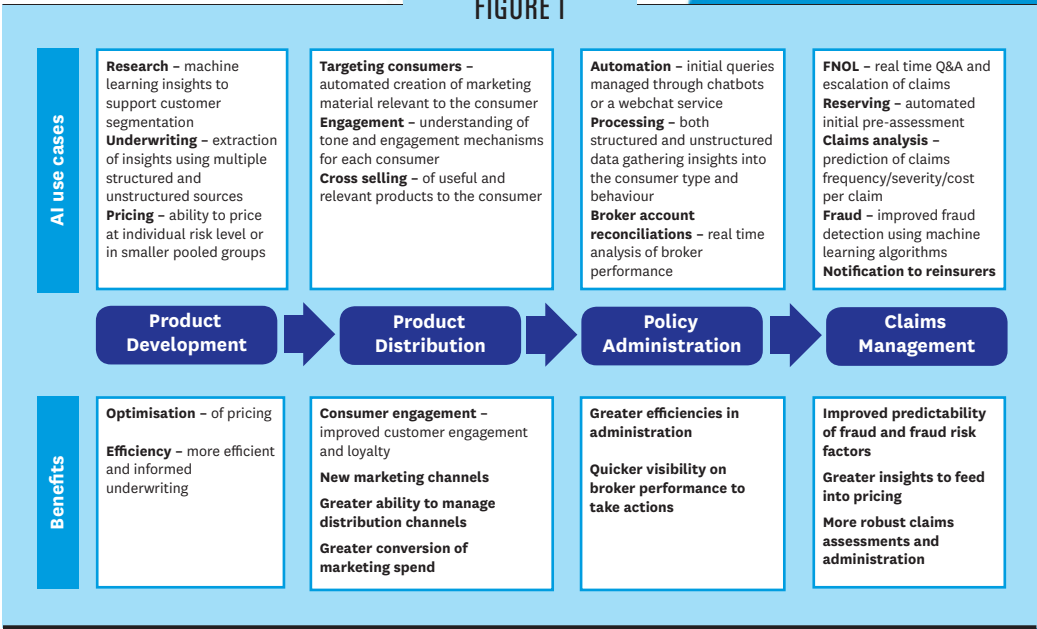 FIGURE 1
AI use cases
Research – machine
learning insights to
support customer
segmentation
Underwriting – extraction
of insights using multiple
structured and
unstructured sources
Pricing – ability to price
at individual risk level or
in smaller pooled groups
Targeting consumers –
automated creation of marketing
material relevant to the consumer
Engagement – understanding of
tone and engagement mechanisms
for each consumer
Cross selling – of useful and
relevant products to the consumer
Automation – initial queries
managed through chatbots
or a webchat service
Processing – both
structured and unstructured
data gathering insights into
the consumer type and
behaviour
Broker account
reconciliations – real time
analysis of broker
performance
FNOL – real time Q&A and
escalation of claims
Reserving – automated
initial pre-assessment
Claims analysis –
prediction of claims
frequency/severity/cost
per claim
Fraud – improved fraud
detection using machine
learning algorithms
Notification to reinsurers
Product
Development
Product
Distribution
Policy
Administration
Claims
Management
Benefits
Optimisation – of pricing
Efficiency – more efficient
and informed
underwriting
Consumer engagement –
improved customer engagement
and loyalty
New marketing channels
Greater ability to manage
distribution channels
Greater conversion of
marketing spend
Greater efficiencies in
administration
Quicker visibility on
broker performance to
take actions
Improved predictability
of fraud and fraud risk
factors
Greater insights to feed
into pricing
More robust claims
assessments and
administration